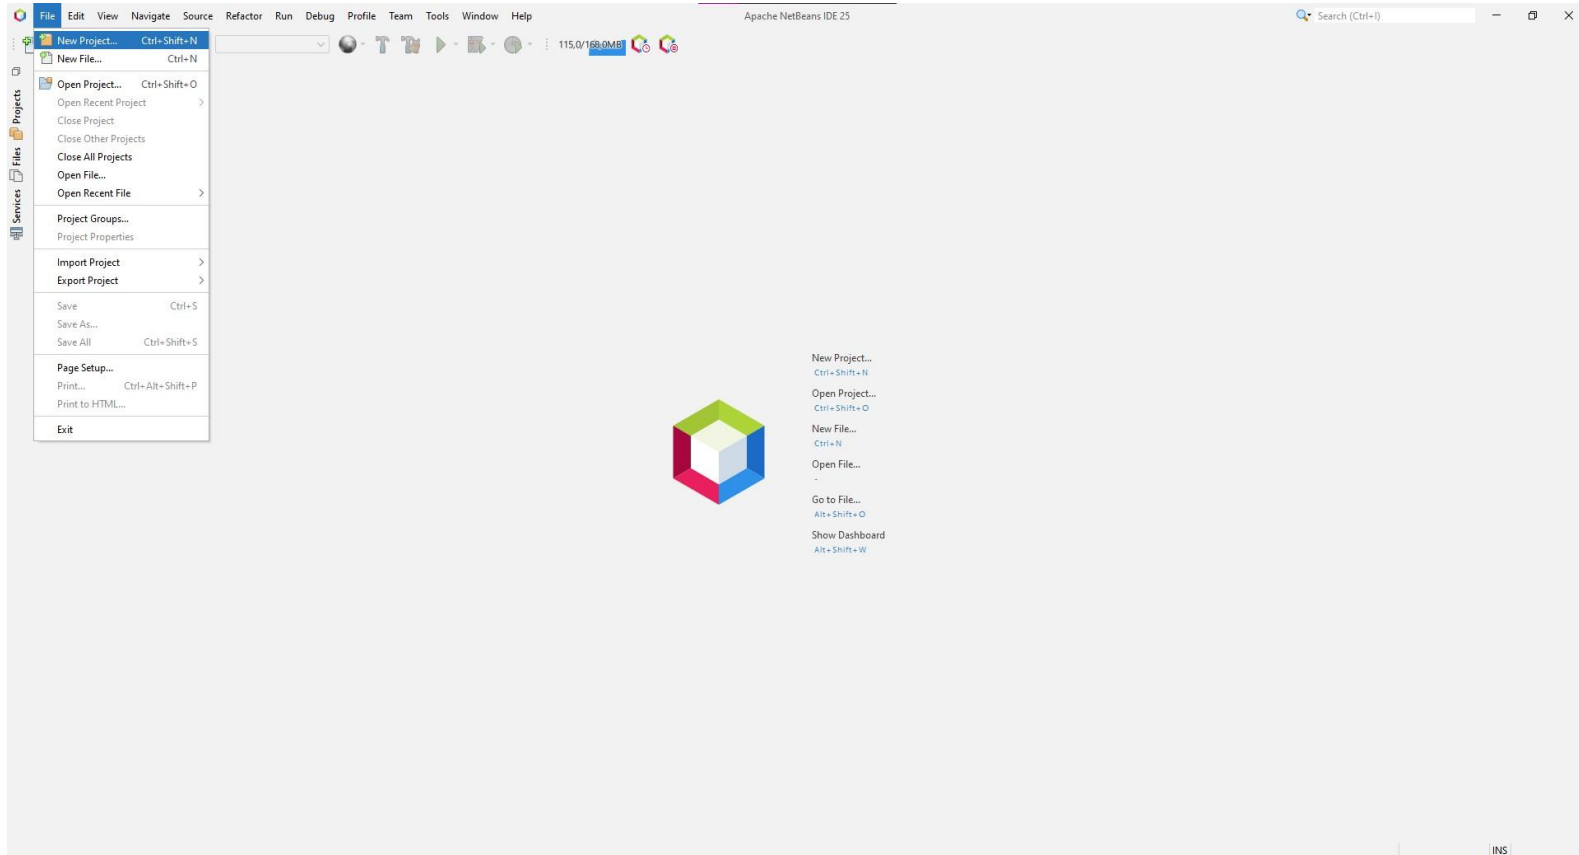 File Edit View Navigate Source Refactor Run Debug Profile Team Tools Window Help
Apache NetBeans IDE 25
Search (Ctrl+I)
115,0/168,0MB
New Project... Ctrl+Shift+N
New File... Ctrl+N
Open Project... Ctrl+Shift+O
Open Recent Project
Close Project
Close Other Projects
Close All Projects
Open File...
Open Recent File
Project Groups...
Project Properties
Import Project
Export Project
Save Ctrl+S
Save As...
Save All Ctrl+Shift+S
Page Setup...
Print... Ctrl+Alt+Shift+P
Print to HTML...
Exit
Projects
Files
Services
New Project...
Ctrl+Shift+N
Open Project...
Ctrl+Shift+O
New File...
Ctrl+N
Open File...
-
Go to File...
Alt+Shift+O
Show Dashboard
Alt+Shift+W
INS